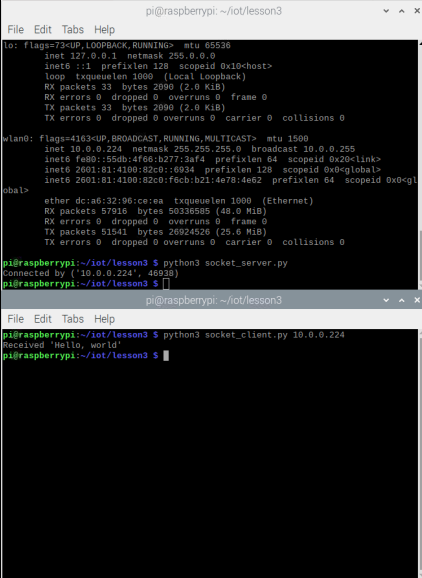 pi@raspberrypi: ~/iot/lesson3
File Edit Tabs Help
lo: flags=73<UP,LOOPBACK,RUNNING>  mtu 65536
        inet 127.0.0.1  netmask 255.0.0.0
        inet6 ::1  prefixlen 128  scopeid 0x10<host>
        loop  txqueuelen 1000  (Local Loopback)
        RX packets 33  bytes 2090 (2.0 KiB)
        RX errors 0  dropped 0  overruns 0  frame 0
        TX packets 33  bytes 2090 (2.0 KiB)
        TX errors 0  dropped 0 overruns 0  carrier 0  collisions 0
wlan0: flags=4163<UP,BROADCAST,RUNNING,MULTICAST>  mtu 1500
        inet 10.0.0.224  netmask 255.255.255.0  broadcast 10.0.0.255
        inet6 fe80::55db:4f66:b277:3af4  prefixlen 64  scopeid 0x20<link>
        inet6 2601:81:4100:82c0::6934  prefixlen 128  scopeid 0x0<global>
        inet6 2601:81:4100:82c0:f6cb:b21:4e78:4e62  prefixlen 64  scopeid 0x0<gl
obal>
        ether dc:a6:32:96:ce:ea  txqueuelen 1000  (Ethernet)
        RX packets 57916  bytes 50336585 (48.0 MiB)
        RX errors 0  dropped 0  overruns 0  frame 0
        TX packets 51541  bytes 26924526 (25.6 MiB)
        TX errors 0  dropped 0 overruns 0  carrier 0  collisions 0
pi@raspberrypi:~/iot/lesson3 $ python3 socket_server.py
Connected by ('10.0.0.224', 46938)
pi@raspberrypi:~/iot/lesson3 $
pi@raspberrypi: ~/iot/lesson3
File Edit Tabs Help
pi@raspberrypi:~/iot/lesson3 $ python3 socket_client.py 10.0.0.224
Received 'Hello, world'
pi@raspberrypi:~/iot/lesson3 $